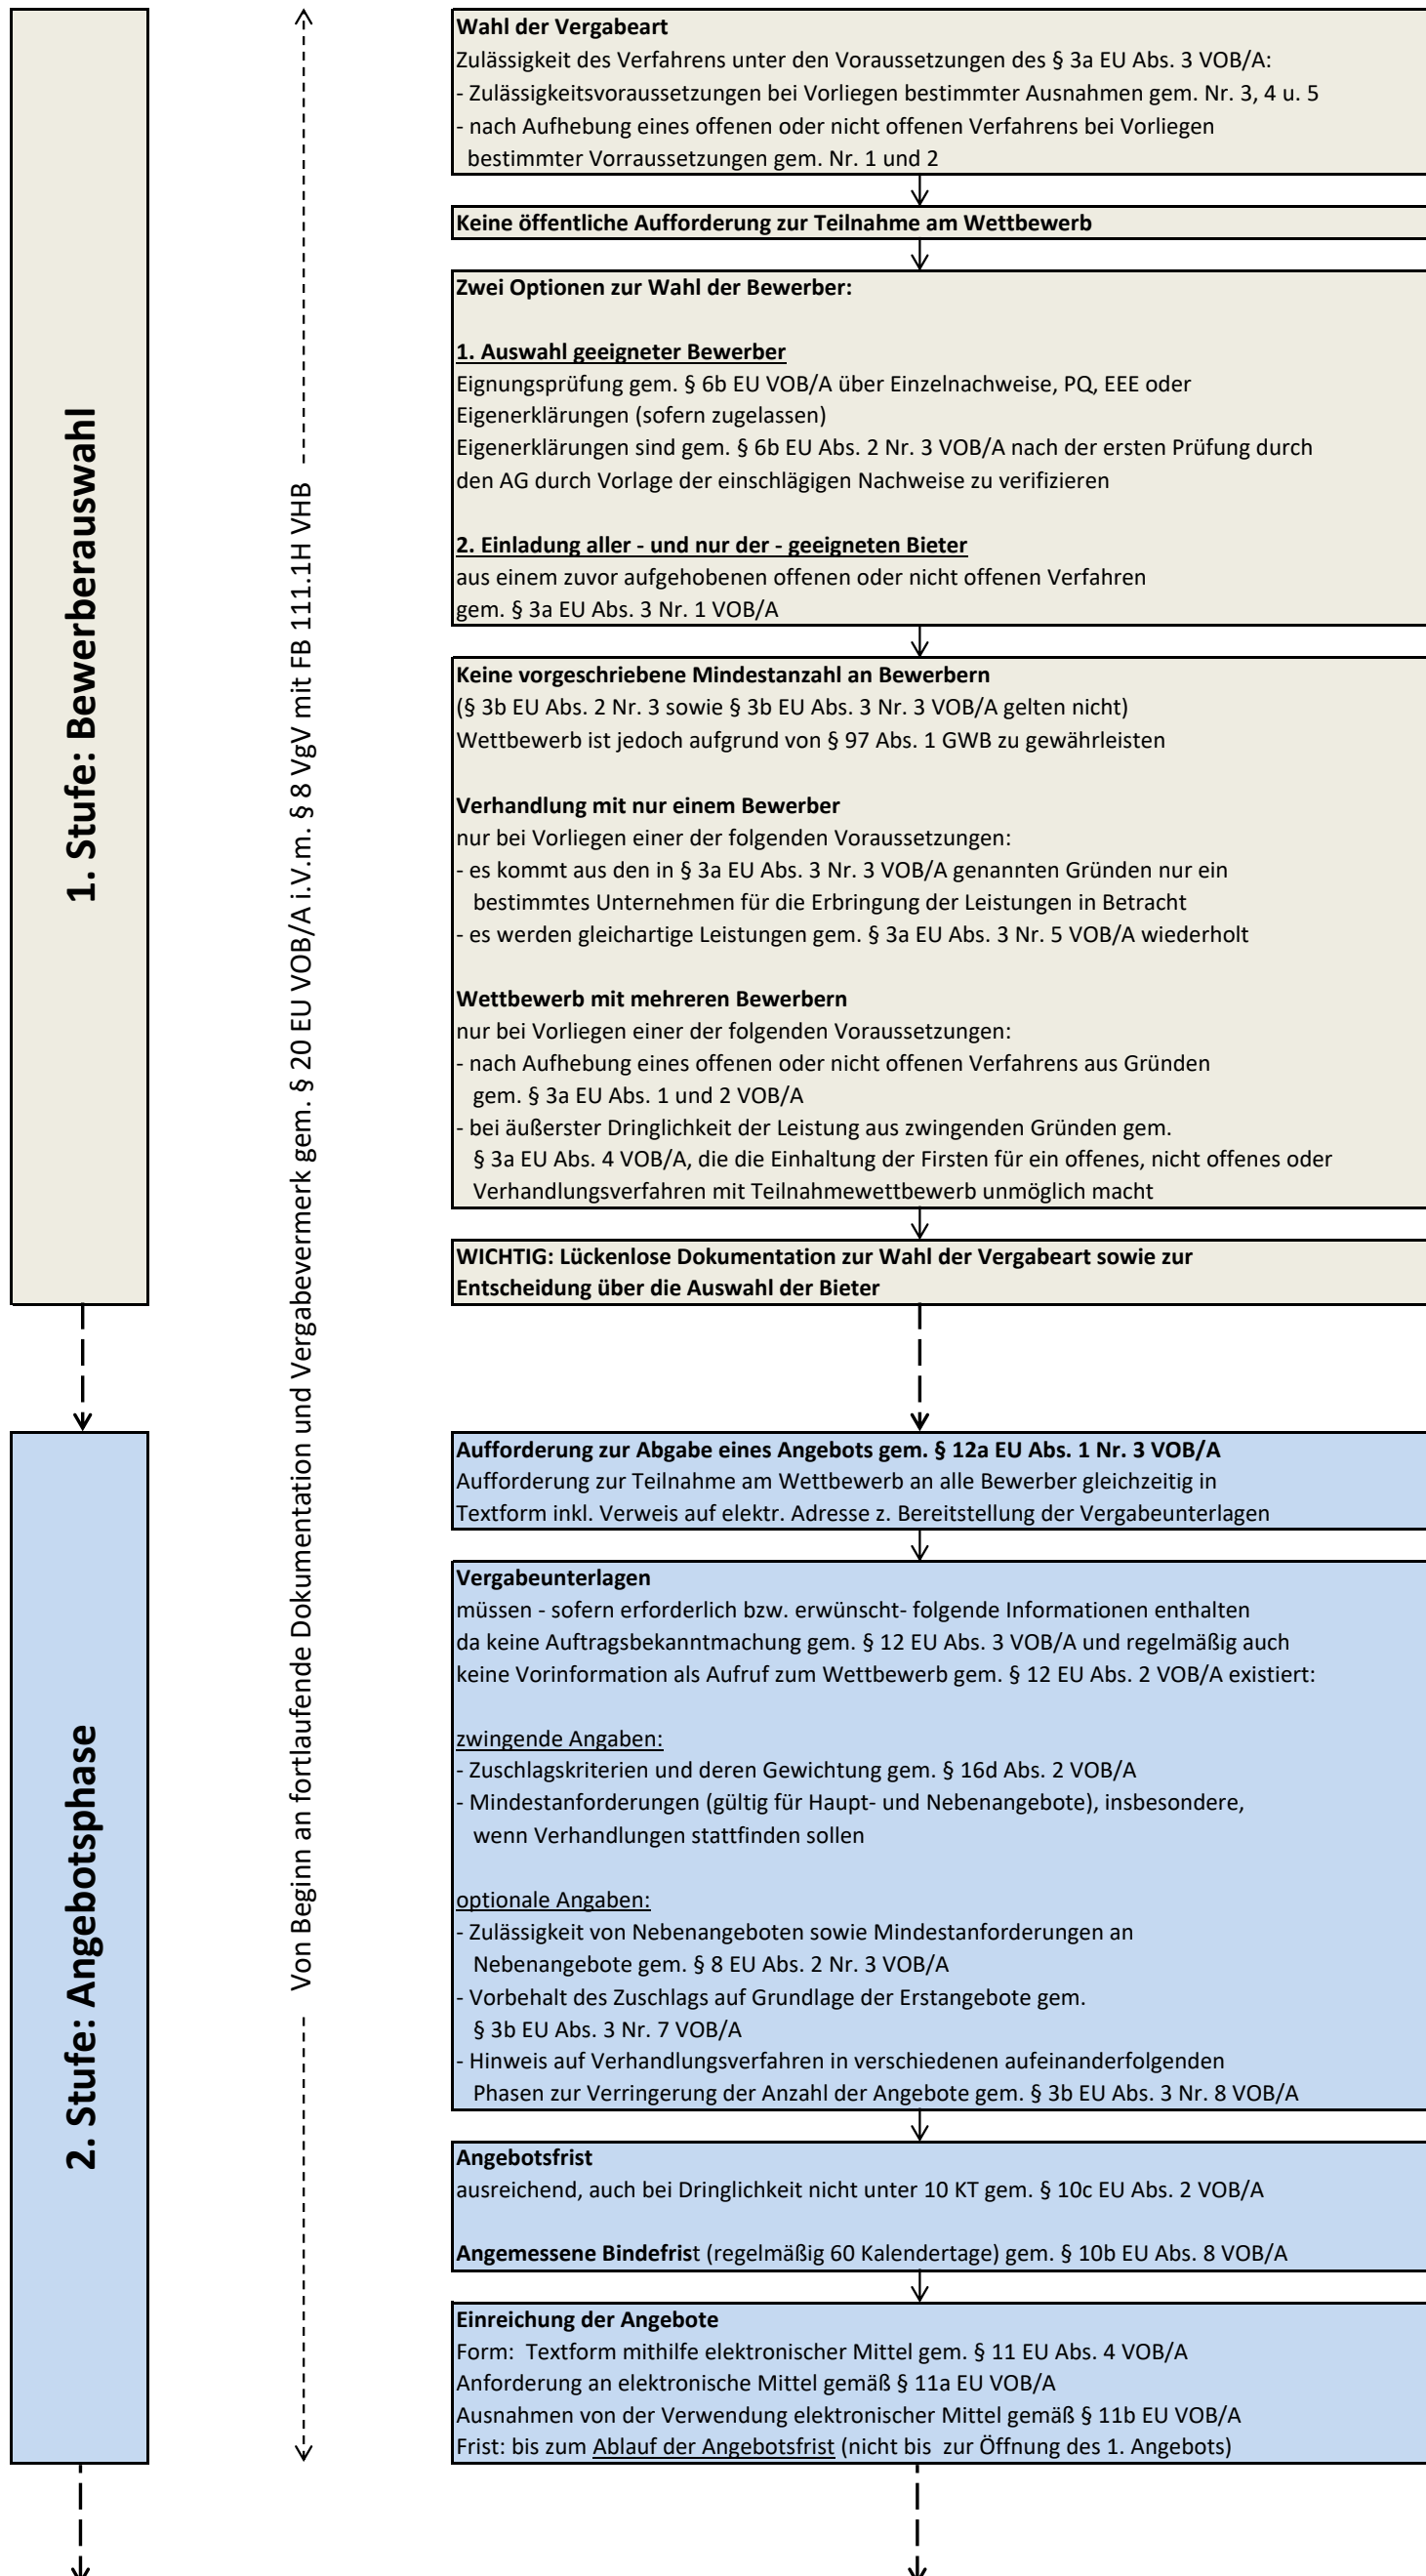 1. Stufe: Bewerberauswahl
Von Beginn an fortlaufende Dokumentation und Vergabevermerk gem. § 20 EU VOB/A i.V.m. § 8 VgV mit FB 111.1H VHB
Wahl der Vergabeart
Zulässigkeit des Verfahrens unter den Voraussetzungen des § 3a EU Abs. 3 VOB/A:
- Zulässigkeitsvoraussetzungen bei Vorliegen bestimmter Ausnahmen gem. Nr. 3, 4 u. 5
- nach Aufhebung eines offenen oder nicht offenen Verfahrens bei Vorliegen
bestimmter Vorraussetzungen gem. Nr. 1 und 2
Keine öffentliche Aufforderung zur Teilnahme am Wettbewerb
Zwei Optionen zur Wahl der Bewerber:
1. Auswahl geeigneter Bewerber
Eignungsprüfung gem. § 6b EU VOB/A über Einzelnachweise, PQ, EEE oder
Eigenerklärungen (sofern zugelassen)
Eigenerklärungen sind gem. § 6b EU Abs. 2 Nr. 3 VOB/A nach der ersten Prüfung durch
den AG durch Vorlage der einschlägigen Nachweise zu verifizieren
2. Einladung aller - und nur der - geeigneten Bieter
aus einem zuvor aufgehobenen offenen oder nicht offenen Verfahren
gem. § 3a EU Abs. 3 Nr. 1 VOB/A
Keine vorgeschriebene Mindestanzahl an Bewerbern
(§ 3b EU Abs. 2 Nr. 3 sowie § 3b EU Abs. 3 Nr. 3 VOB/A gelten nicht)
Wettbewerb ist jedoch aufgrund von § 97 Abs. 1 GWB zu gewährleisten
Verhandlung mit nur einem Bewerber
nur bei Vorliegen einer der folgenden Voraussetzungen:
- es kommt aus den in § 3a EU Abs. 3 Nr. 3 VOB/A genannten Gründen nur ein
bestimmtes Unternehmen für die Erbringung der Leistungen in Betracht
- es werden gleichartige Leistungen gem. § 3a EU Abs. 3 Nr. 5 VOB/A wiederholt
Wettbewerb mit mehreren Bewerbern
nur bei Vorliegen einer der folgenden Voraussetzungen:
- nach Aufhebung eines offenen oder nicht offenen Verfahrens aus Gründen
gem. § 3a EU Abs. 1 und 2 VOB/A
- bei äußerster Dringlichkeit der Leistung aus zwingenden Gründen gem.
§ 3a EU Abs. 4 VOB/A, die die Einhaltung der Firsten für ein offenes, nicht offenes oder
Verhandlungsverfahren mit Teilnahmewettbewerb unmöglich macht
WICHTIG: Lückenlose Dokumentation zur Wahl der Vergabeart sowie zur
Entscheidung über die Auswahl der Bieter
2. Stufe: Angebotsphase
Aufforderung zur Abgabe eines Angebots gem. § 12a EU Abs. 1 Nr. 3 VOB/A
Aufforderung zur Teilnahme am Wettbewerb an alle Bewerber gleichzeitig in
Textform inkl. Verweis auf elektr. Adresse z. Bereitstellung der Vergabeunterlagen
Vergabeunterlagen
müssen - sofern erforderlich bzw. erwünscht- folgende Informationen enthalten
da keine Auftragsbekanntmachung gem. § 12 EU Abs. 3 VOB/A und regelmäßig auch
keine Vorinformation als Aufruf zum Wettbewerb gem. § 12 EU Abs. 2 VOB/A existiert:
zwingende Angaben:
- Zuschlagskriterien und deren Gewichtung gem. § 16d Abs. 2 VOB/A
- Mindestanforderungen (gültig für Haupt- und Nebenangebote), insbesondere,
wenn Verhandlungen stattfinden sollen
optionale Angaben:
- Zulässigkeit von Nebenangeboten sowie Mindestanforderungen an
Nebenangebote gem. § 8 EU Abs. 2 Nr. 3 VOB/A
- Vorbehalt des Zuschlags auf Grundlage der Erstangebote gem.
§ 3b EU Abs. 3 Nr. 7 VOB/A
- Hinweis auf Verhandlungsverfahren in verschiedenen aufeinanderfolgenden
Phasen zur Verringerung der Anzahl der Angebote gem. § 3b EU Abs. 3 Nr. 8 VOB/A
Angebotsfrist
ausreichend, auch bei Dringlichkeit nicht unter 10 KT gem. § 10c EU Abs. 2 VOB/A
Angemessene Bindefrist (regelmäßig 60 Kalendertage) gem. § 10b EU Abs. 8 VOB/A
Einreichung der Angebote
Form: Textform mithilfe elektronischer Mittel gem. § 11 EU Abs. 4 VOB/A
Anforderung an elektronische Mittel gemäß § 11a EU VOB/A
Ausnahmen von der Verwendung elektronischer Mittel gemäß § 11b EU VOB/A
Frist: bis zum Ablauf der Angebotsfrist (nicht bis zur Öffnung des 1. Angebots)